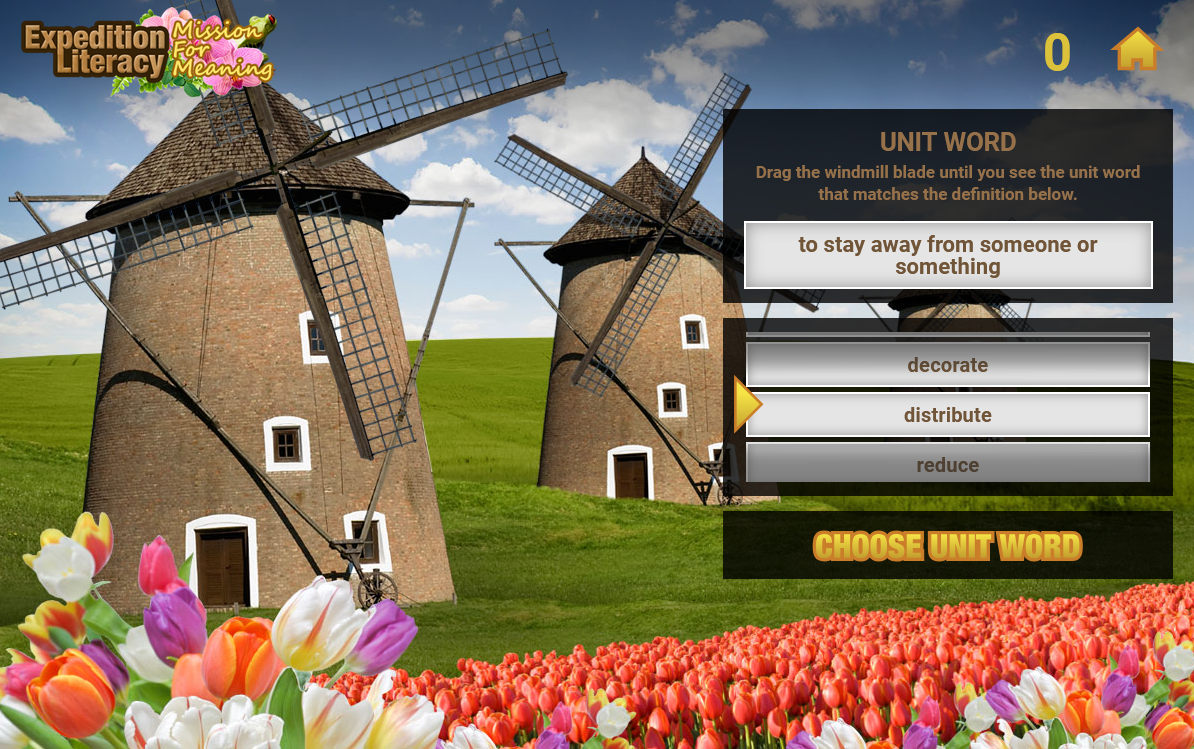 Expedition
Literacy
Mission
For
Meaning
0
UNIT WORD
Drag the windmill blade until you see the unit word
that matches the definition below.
to stay away from someone or
something
decorate
distribute
reduce
CHOOSE UNIT WORD